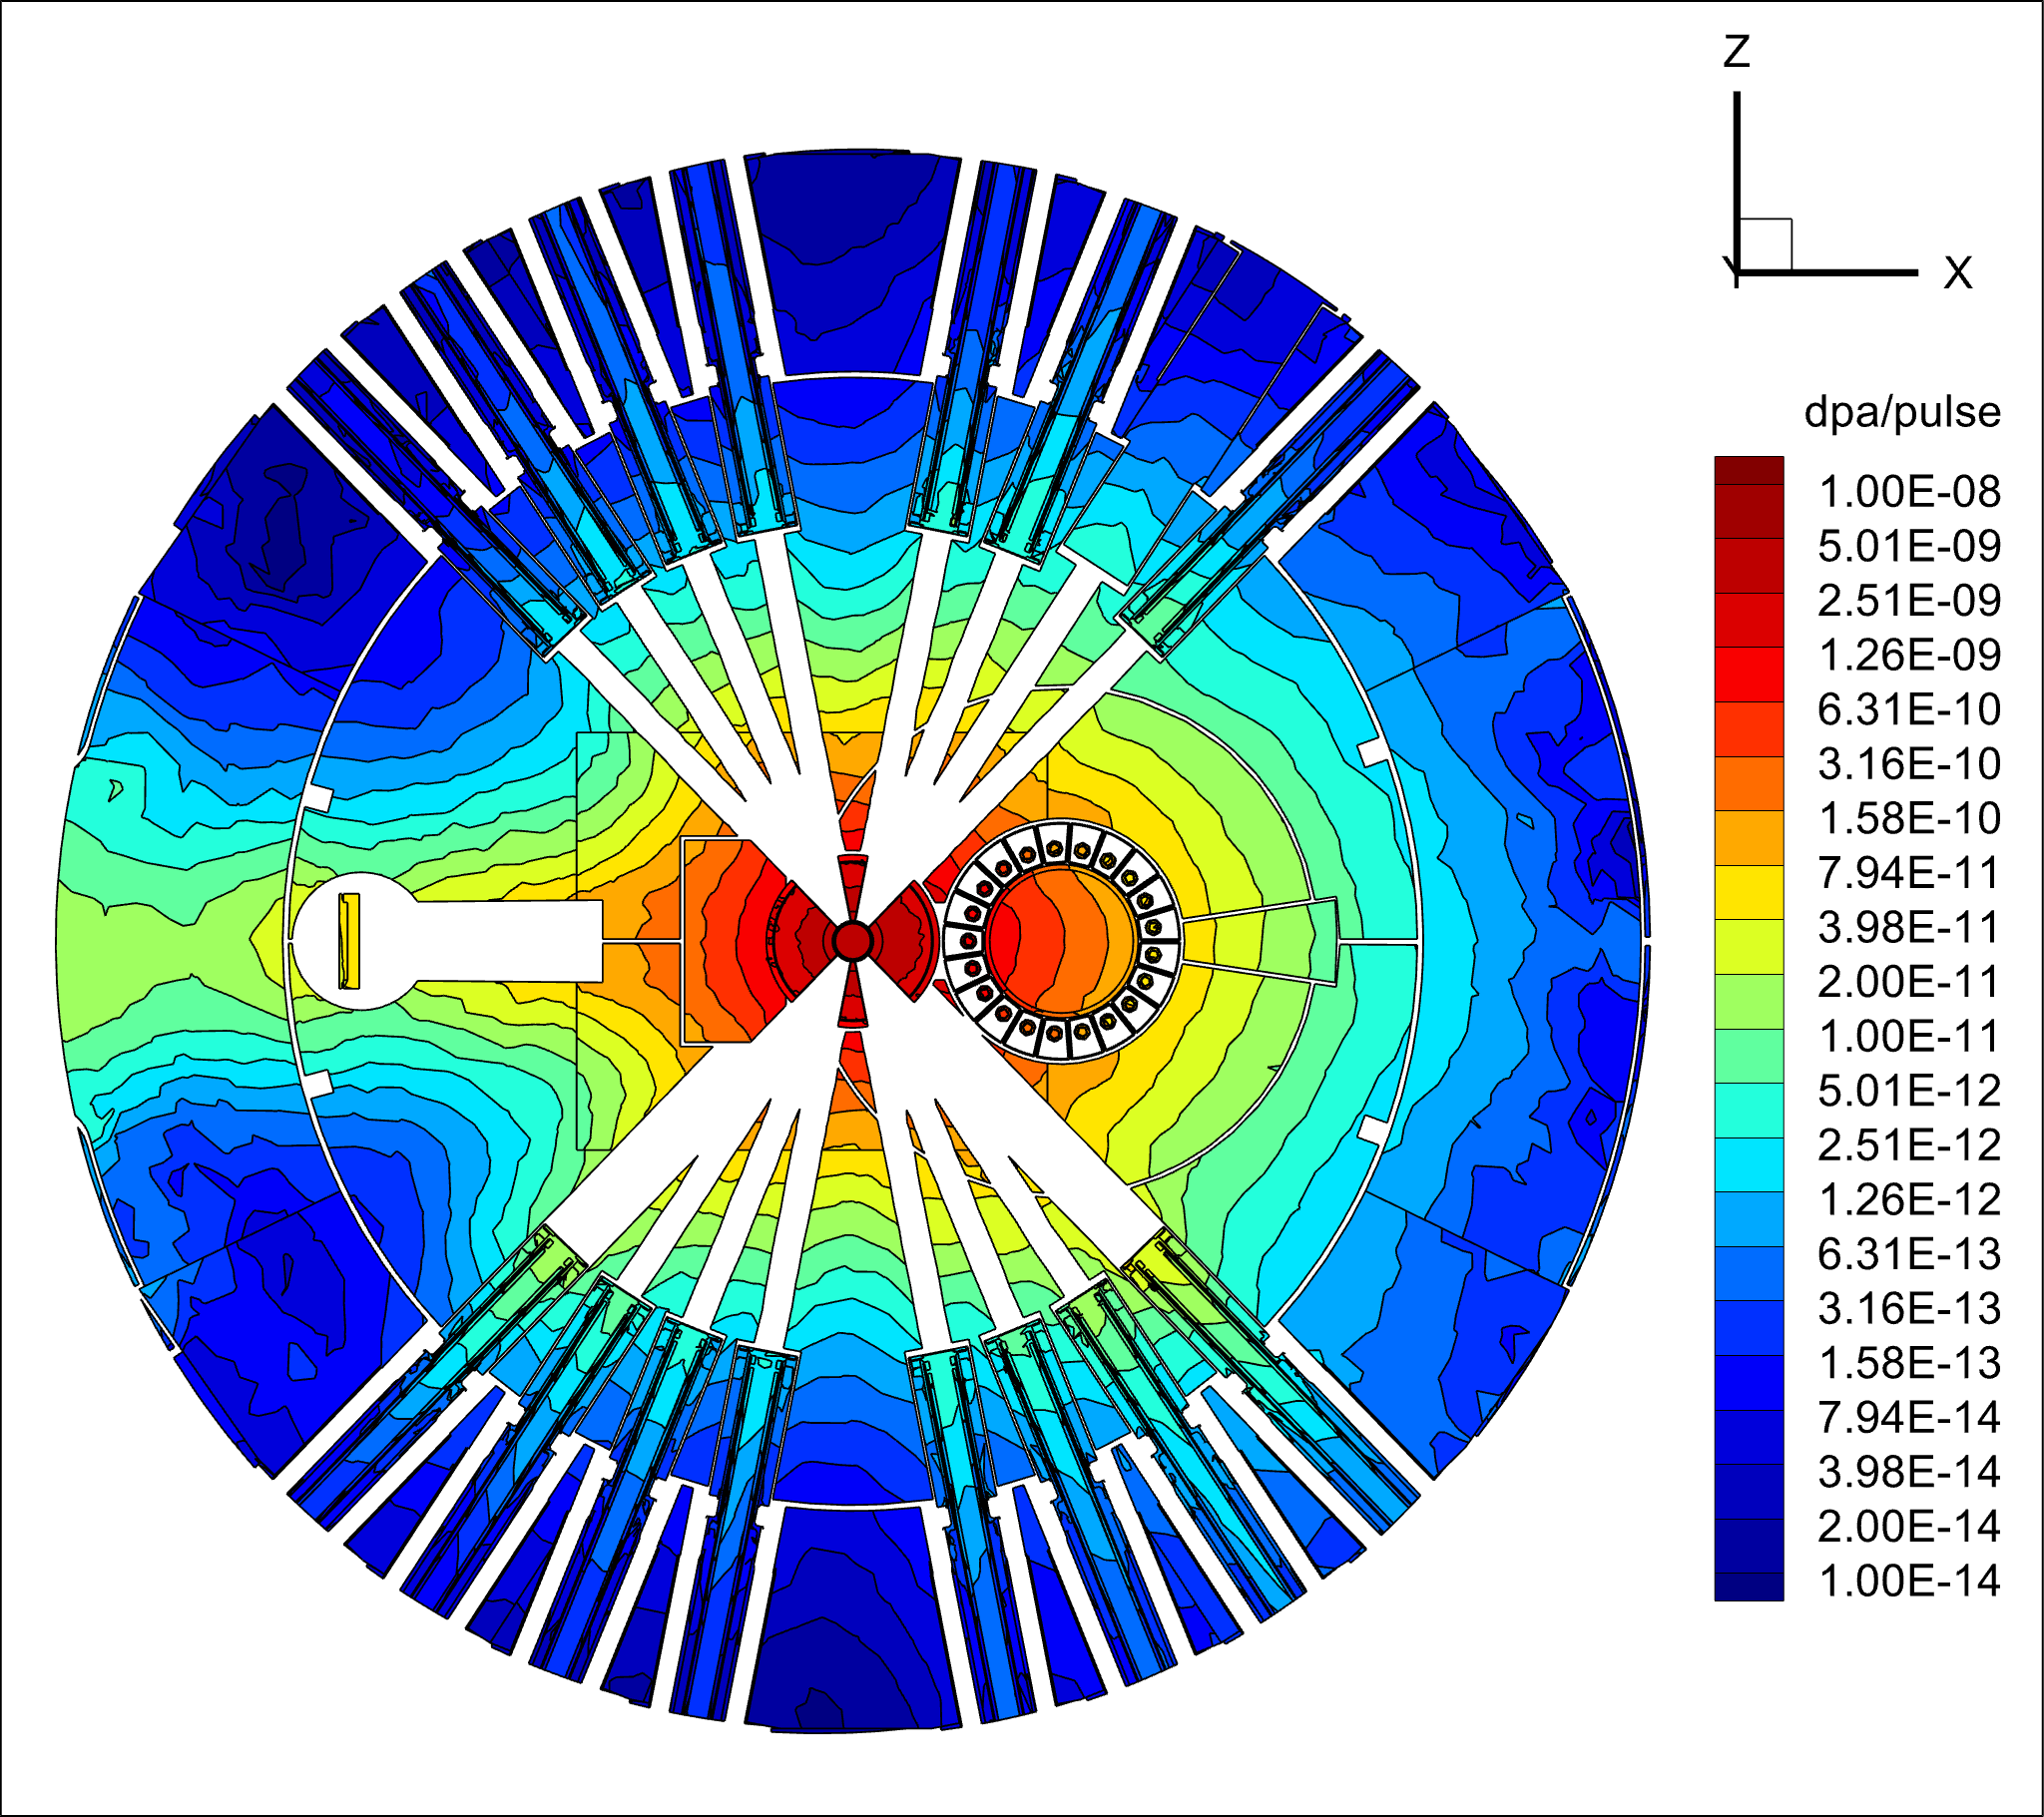 Z
Y
X
dpa/pulse
1.00E-08
5.01E-09
2.51E-09
1.26E-09
6.31E-10
3.16E-10
1.58E-10
7.94E-11
3.98E-11
2.00E-11
1.00E-11
5.01E-12
2.51E-12
1.26E-12
6.31E-13
3.16E-13
1.58E-13
7.94E-14
3.98E-14
2.00E-14
1.00E-14